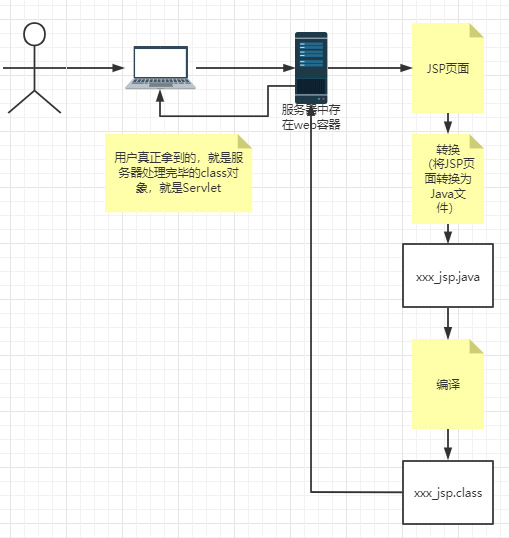 JSP页面
服务器中存
在web容器
用户真正拿到的，就是服
务器处理完毕的class对
象，就是Servlet
转换
（将JSP页
面转换为
Java文
件）
xxx_jsp.java
编译
xxx_jsp.class